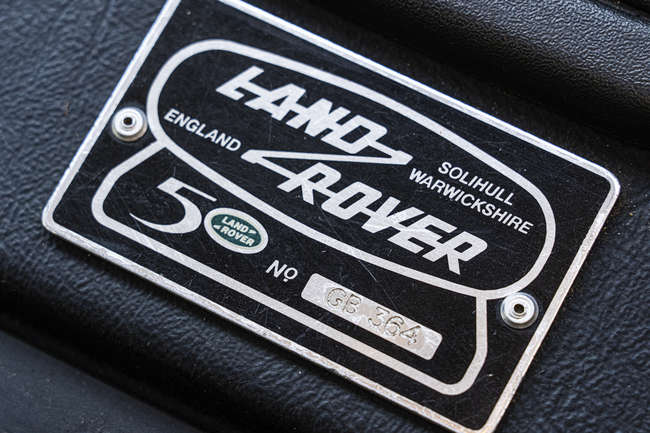 LAND
ROVER
ENGLAND
SOLIHULL
WARWICKSHIRE
50
LAND
ROVER
Nº GB 364